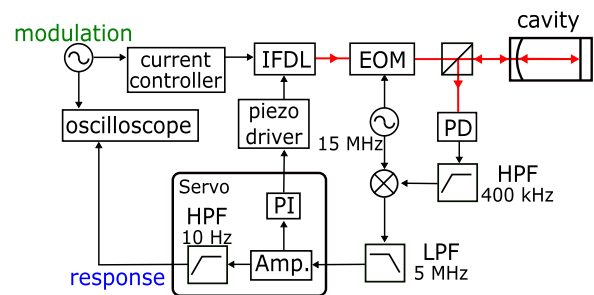 cavity
modulation
current
controller
IFDL
EOM
oscilloscope
piezo
driver
15 MHz
PD
HPF
400 kHz
Servo
PI
HPF
10 Hz
Amp.
LPF
5 MHz
response